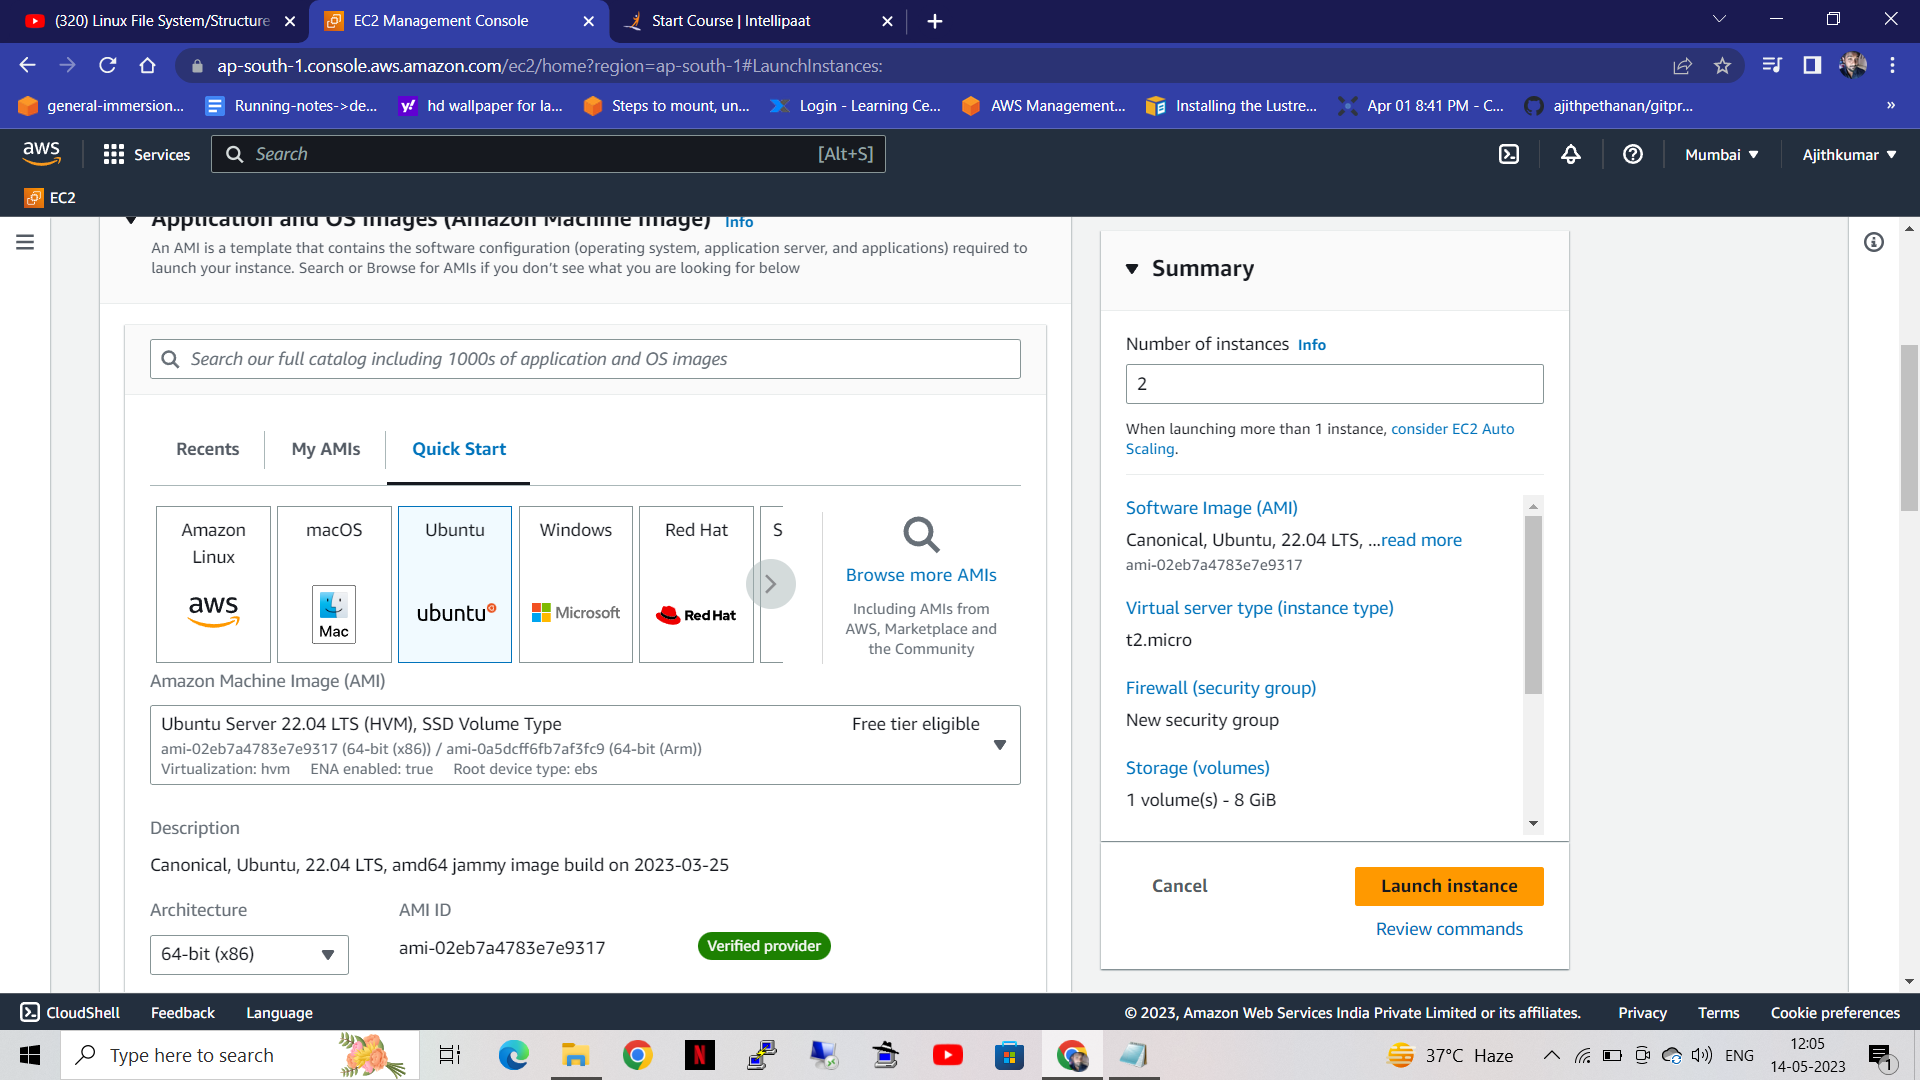 (320) Linux File System/Structure
EC2 Management Console
Start Course | Intellipaat
ap-south-1.console.aws.amazon.com/ec2/home?region=ap-south-1#LaunchInstances:
general-immersion...
Running-notes->de...
hd wallpaper for la...
Steps to mount, un...
Login - Learning Ce...
AWS Management...
Installing the Lustre...
Apr 01 8:41 PM - C...
ajithpethanan/gitpr...
»
aws
Services
Search
[Alt+S]
Mumbai
Ajithkumar
EC2
Application and OS Images (Amazon Machine Image) Info
An AMI is a template that contains the software configuration (operating system, application server, and applications) required to
launch your instance. Search or Browse for AMIs if you don't see what you are looking for below
Search our full catalog including 1000s of application and OS images
Recents
My AMIs
Quick Start
Amazon
Linux
aws
macOS
Mac
Ubuntu
ubuntu
Windows
Microsoft
Red Hat
Red Hat
S
Browse more AMIs
Including AMIs from
AWS, Marketplace and
the Community
Amazon Machine Image (AMI)
Ubuntu Server 22.04 LTS (HVM), SSD Volume Type
Free tier eligible
ami-02eb7a4783e7e9317 (64-bit (x86)) / ami-0a5dcff6fb7af3fc9 (64-bit (Arm))
Virtualization: hvm ENA enabled: true Root device type: ebs
Description
Canonical, Ubuntu, 22.04 LTS, amd64 jammy image build on 2023-03-25
Architecture
AMI ID
64-bit (x86)
ami-02eb7a4783e7e9317
Verified provider
Summary
Number of instances Info
2
When launching more than 1 instance, consider EC2 Auto
Scaling.
Software Image (AMI)
Canonical, Ubuntu, 22.04 LTS, ...read more
ami-02eb7a4783e7e9317
Virtual server type (instance type)
t2.micro
Firewall (security group)
New security group
Storage (volumes)
1 volume(s) - 8 GiB
Cancel
Launch instance
Review commands
CloudShell
Feedback
Language
© 2023, Amazon Web Services India Private Limited or its affiliates.
Privacy
Terms
Cookie preferences
Type here to search
N
37°C Haze
ENG
12:05
14-05-2023
1